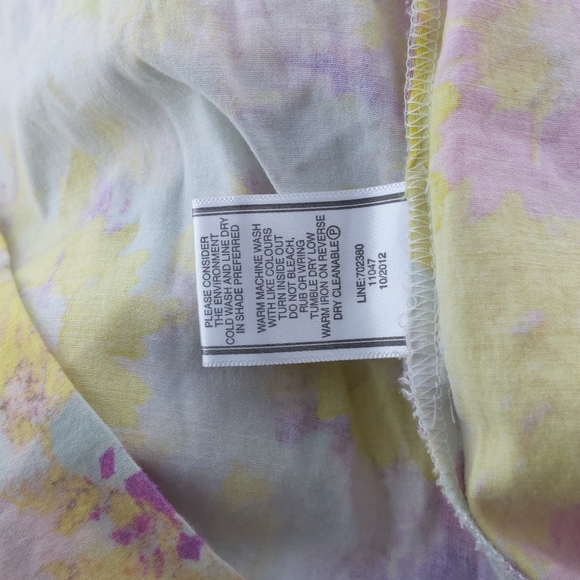 PLEASE CONSIDER
THE ENVIRONMENT
COLD WASH AND LINE DRY
IN SHADE PREFERRED
WARM MACHINE WASH
WITH LIKE COLOURS
TURN INSIDE OUT
DO NOT BLEACH,
RUB OR WRING
TUMBLE DRY LOW
WARM IRON ON REVERSE
DRY CLEANABLE Ⓟ
LINE:702380
11047
10/2012